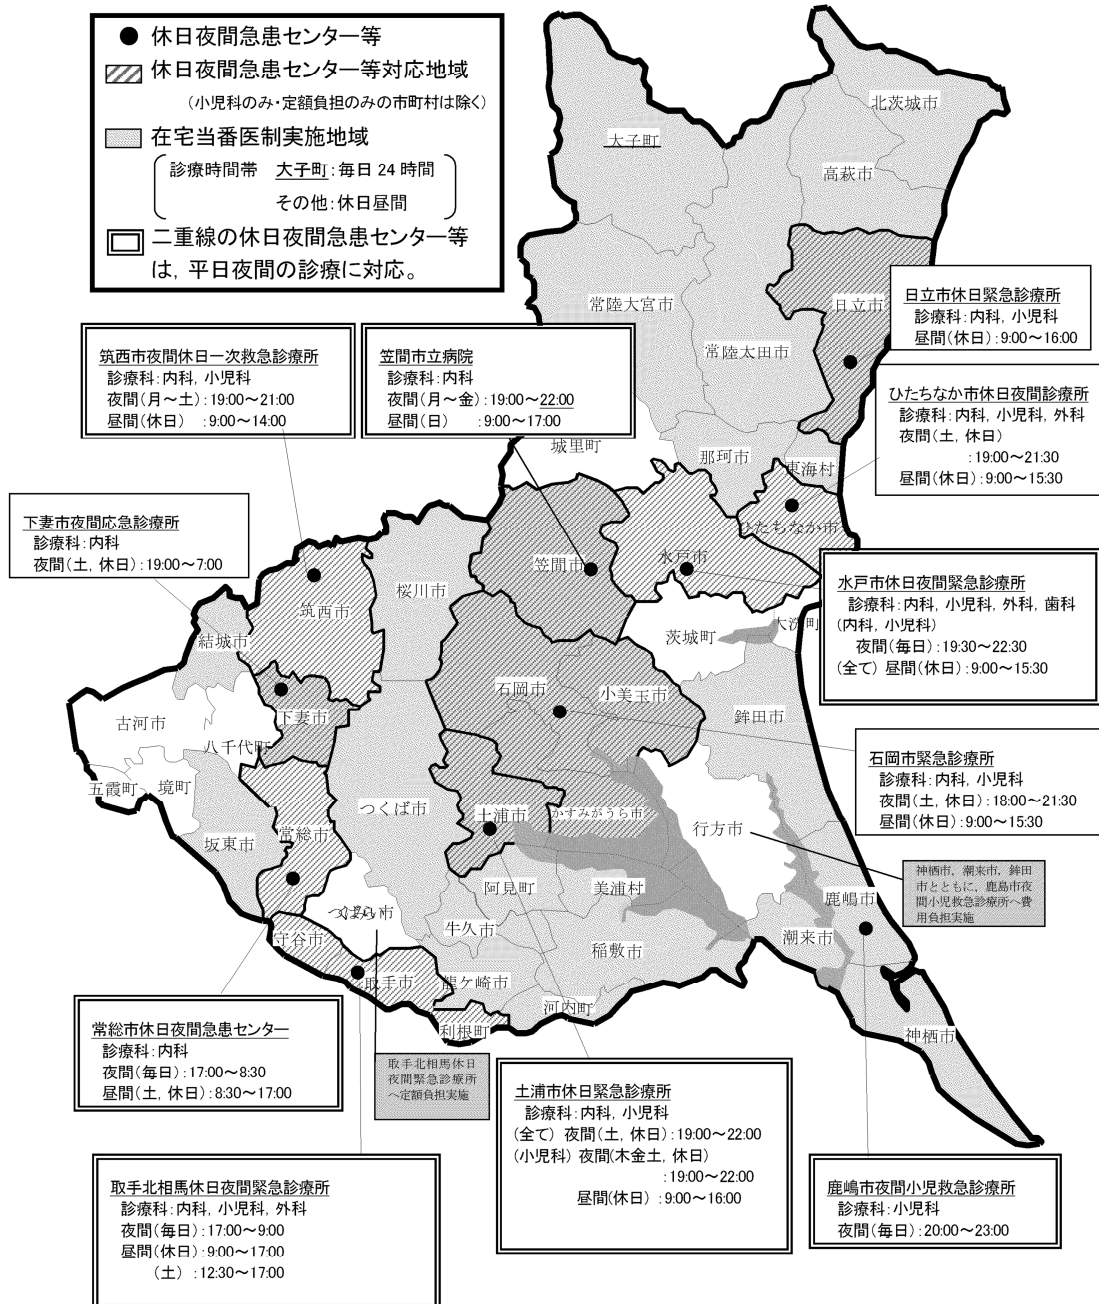 休日夜間急患センター等
休日夜間急患センター等対応地域
(小児科のみ・定額負担のみの市町村は除く)
在宅当番医制実施地域
診療時間帯 大子町:毎日24時間
その他:休日昼間
二重線の休日夜間急患センター等
は，平日夜間の診療に対応。
北茨城市
大子町
高萩市
常陸大宮市
日立市
常陸太田市
日立市休日緊急診療所
診療科:内科，小児科
昼間(休日):9:00～16:00
筑西市夜間休日一次救急診療所
診療科:内科，小児科
夜間(月～土):19:00～21:00
昼間(休日) :9:00～14:00
笠間市立病院
診療科:内科
夜間(月～金):19:00～22:00
昼間(日) :9:00～17:00
ひたちなか市休日夜間診療所
診療科:内科，小児科，外科
夜間(土，休日)
:19:00～21:30
昼間(休日):9:00～15:30
城里町
那珂市
東海村
ひたちなか市
水戸市
笠間市
下妻市夜間応急診療所
診療科:内科
夜間(土，休日):19:00～7:00
桜川市
筑西市
結城市
水戸市休日夜間緊急診療所
診療科:内科，小児科，外科，歯科
(内科，小児科)
夜間(毎日):19:30～22:30
(全て) 昼間(休日):9:00～15:30
茨城町
大洗町
石岡市
小美玉市
鉾田市
古河市
下妻市
八千代町
五霞町
境町
坂東市
常総市
つくば市
土浦市
かすみがうら市
行方市
石岡市緊急診療所
診療科:内科，小児科
夜間(土，休日):18:00～21:30
昼間(休日):9:00～15:30
神栖市，潮来市，鉾田
市とともに，鹿島市夜
間小児救急診療所へ費
用負担実施
阿見町
美浦村
鹿嶋市
潮来市
牛久市
稲敷市
守谷市
取手市
龍ケ崎市
河内町
利根町
神栖市
常総市休日夜間急患センター
診療科:内科
夜間(毎日):17:00～8:30
昼間(土，休日):8:30～17:00
取手北相馬休日
夜間緊急診療所
へ定額負担実施
土浦市休日緊急診療所
診療科:内科，小児科
(全て) 夜間(土，休日):19:00～22:00
(小児科) 夜間(木金土，休日)
:19:00～22:00
昼間(休日) :9:00～16:00
取手北相馬休日夜間緊急診療所
診療科:内科，小児科，外科
夜間(毎日):17:00～9:00
昼間(休日):9:00～17:00
(土) :12:30～17:00
鹿嶋市夜間小児救急診療所
診療科:小児科
夜間(毎日):20:00～23:00